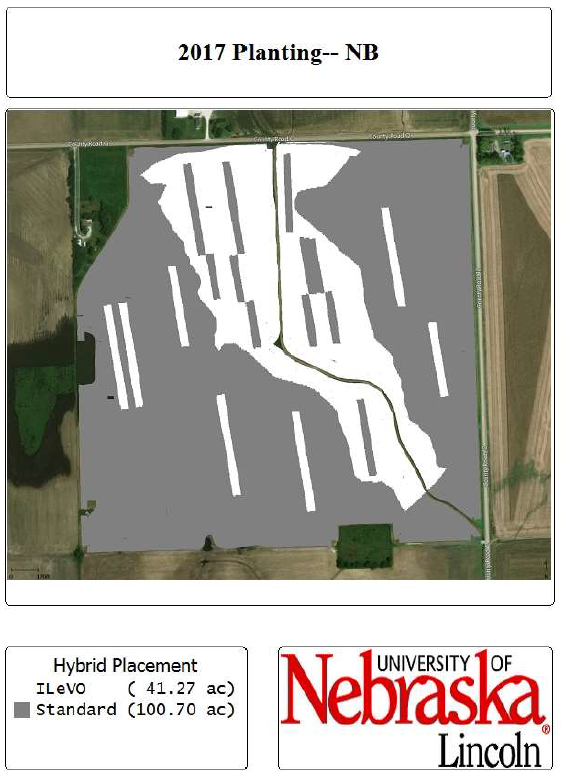 2017 Planting-- NB
Hybrid Placement
ILeVO ( 41.27 ac)
Standard (100.70 ac)
UNIVERSITY OF
Nebraska®
Lincoln